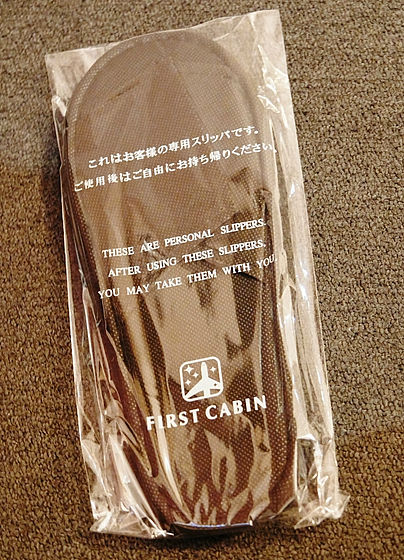 これはお客様の専用スリッパです。
ご使用後はご自由にお持ち帰りください。
THESE ARE PERSONAL SLIPPERS.
AFTER USING THESE SLIPPERS,
YOU MAY TAKE THEM WITH YOU.
FIRST CABIN